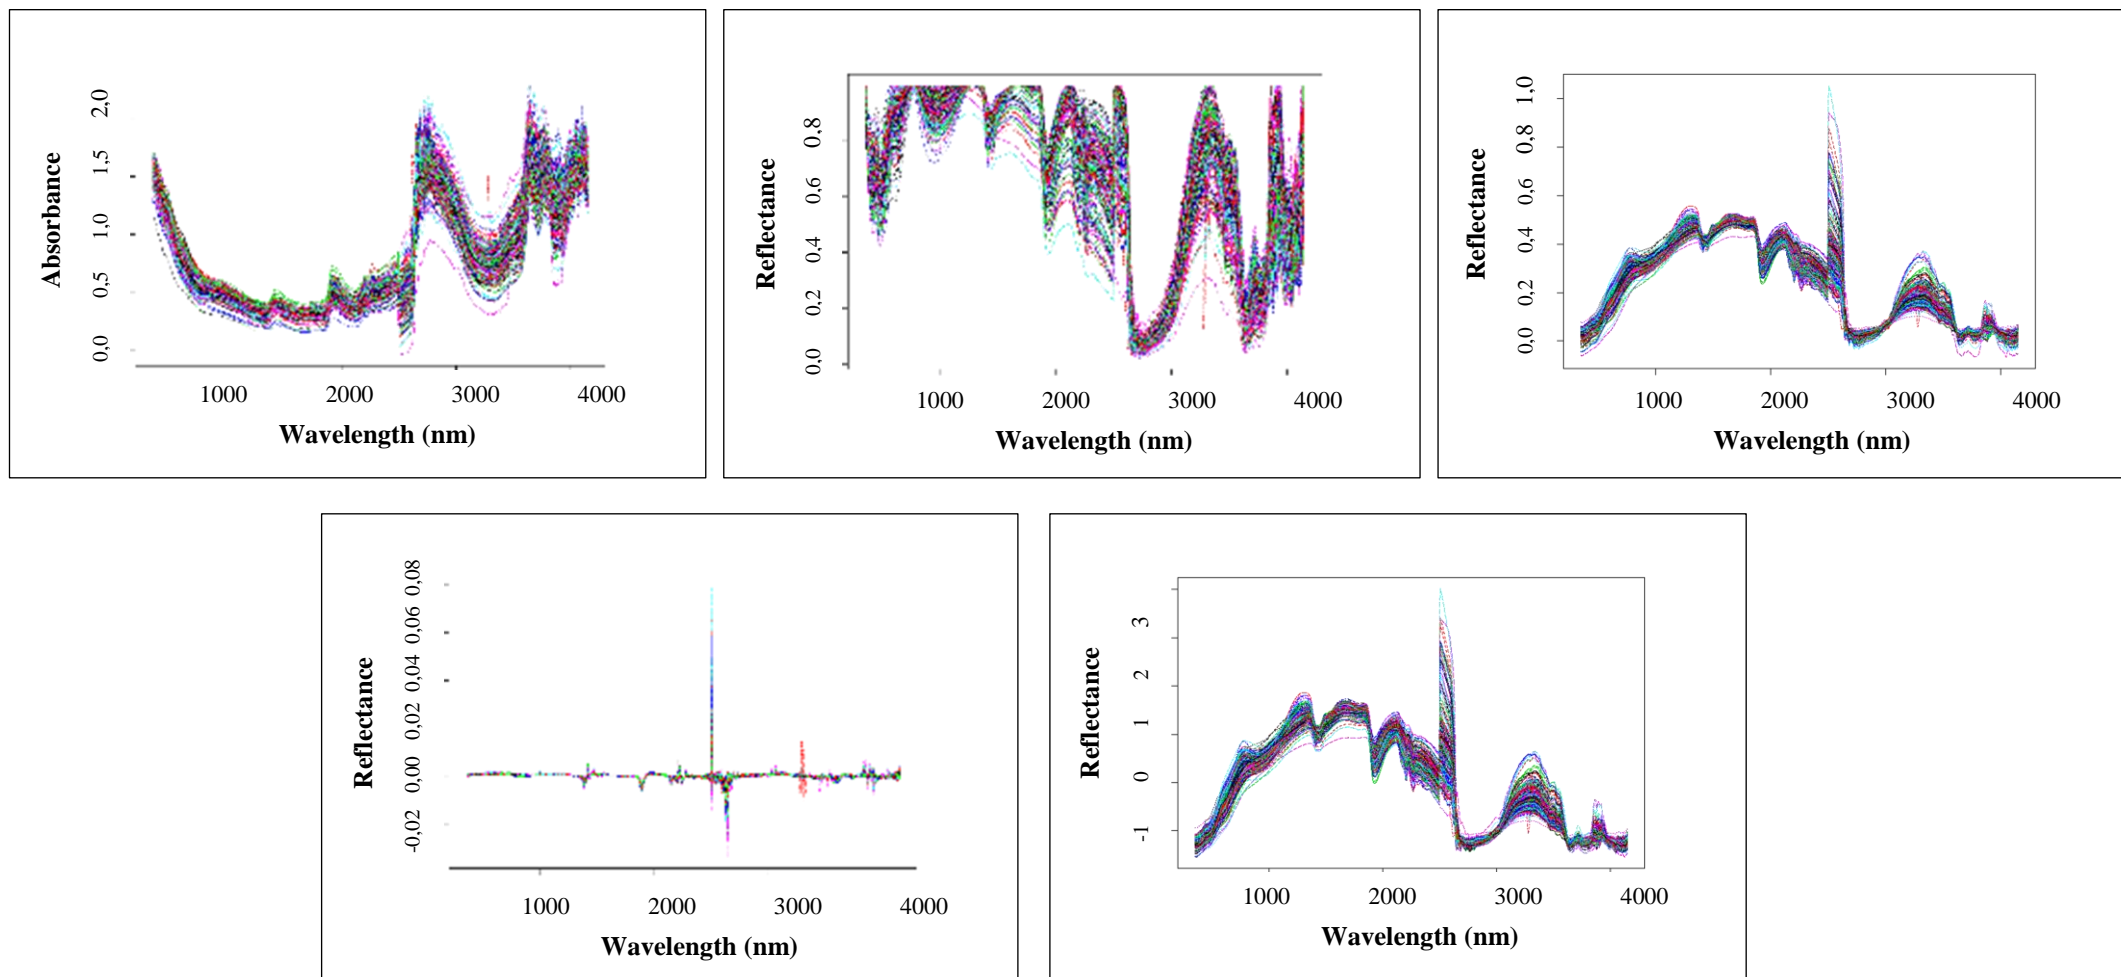 Absorbance
2,0
1,5
1,0
0,5
0,0
1000 2000 3000 4000
Wavelength (nm)
Reflectance
0,8
0,6
0,4
0,2
0,0
1000 2000 3000 4000
Wavelength (nm)
Reflectance
1,0
0,8
0,6
0,4
0,2
0,0
1000 2000 3000 4000
Wavelength (nm)
Reflectance
0,08
0,06
0,04
0,02
0,00
-0,02
1000 2000 3000 4000
Wavelength (nm)
Reflectance
3
2
1
0
-1
1000 2000 3000 4000
Wavelength (nm)